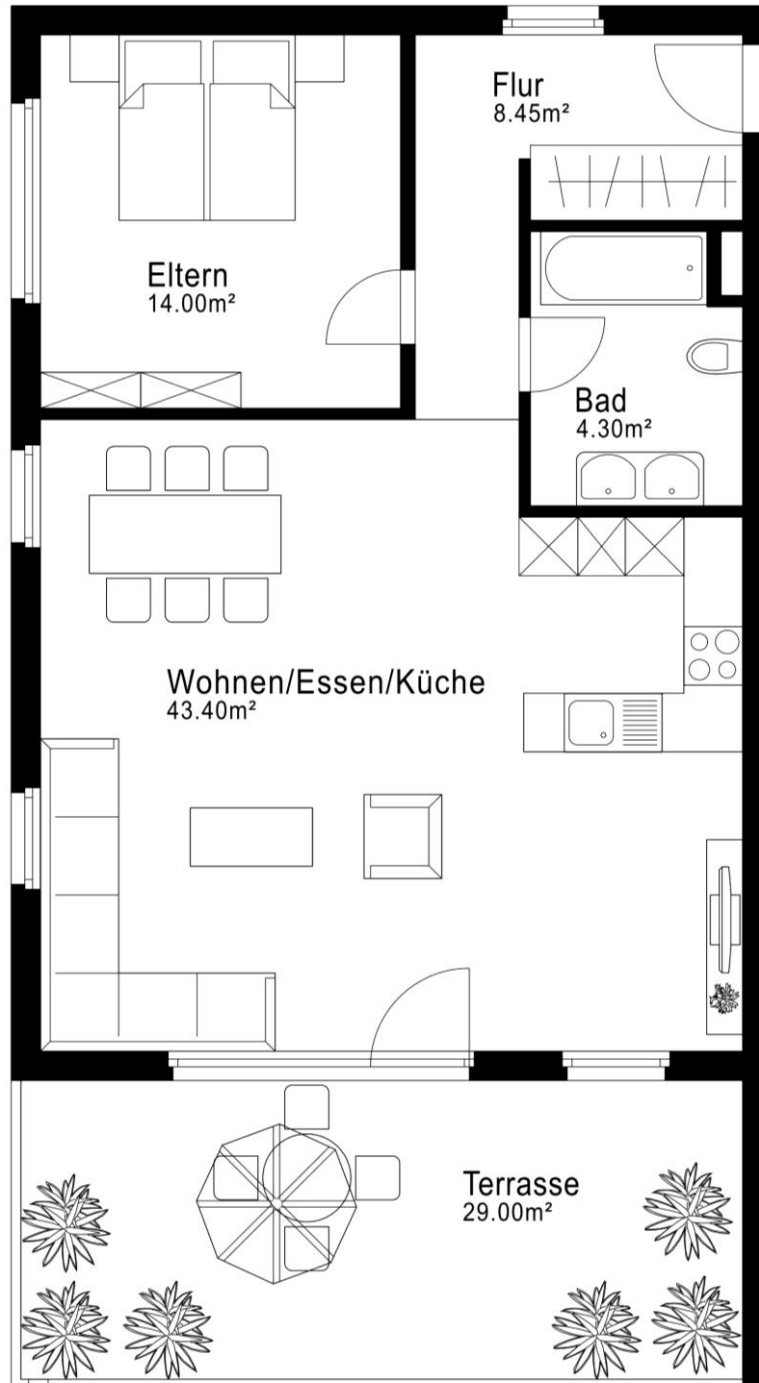 Flur
8.45m²
Eltern
14.00m²
Bad
4.30m²
Wohnen/Essen/Küche
43.40m²
Terrasse
29.00m²